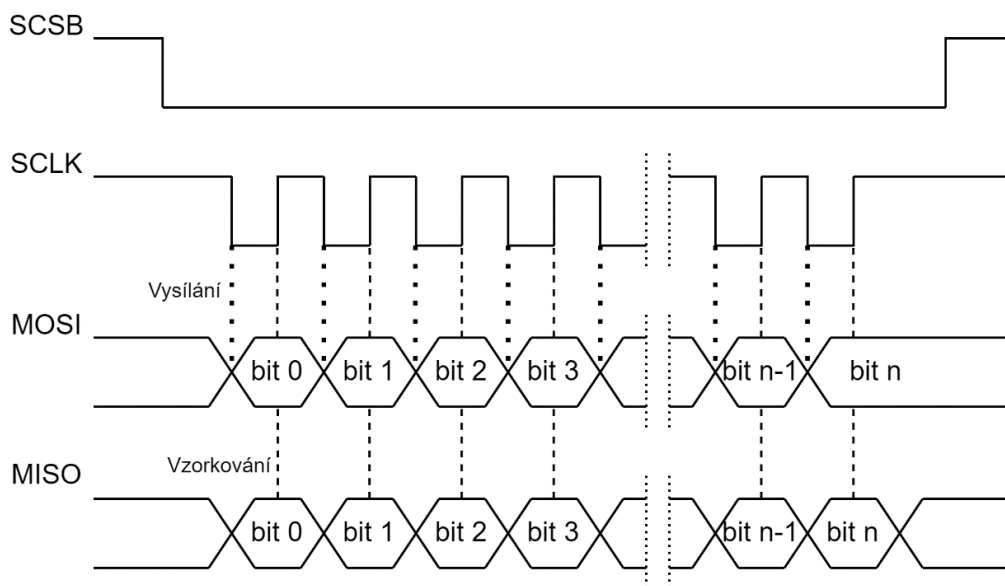 SCSB
SCLK
Vysílání
MOSI
bit 0 bit 1 bit 2 bit 3 bit n-1 bit n
Vzorkování
MISO
bit 0 bit 1 bit 2 bit 3 bit n-1 bit n